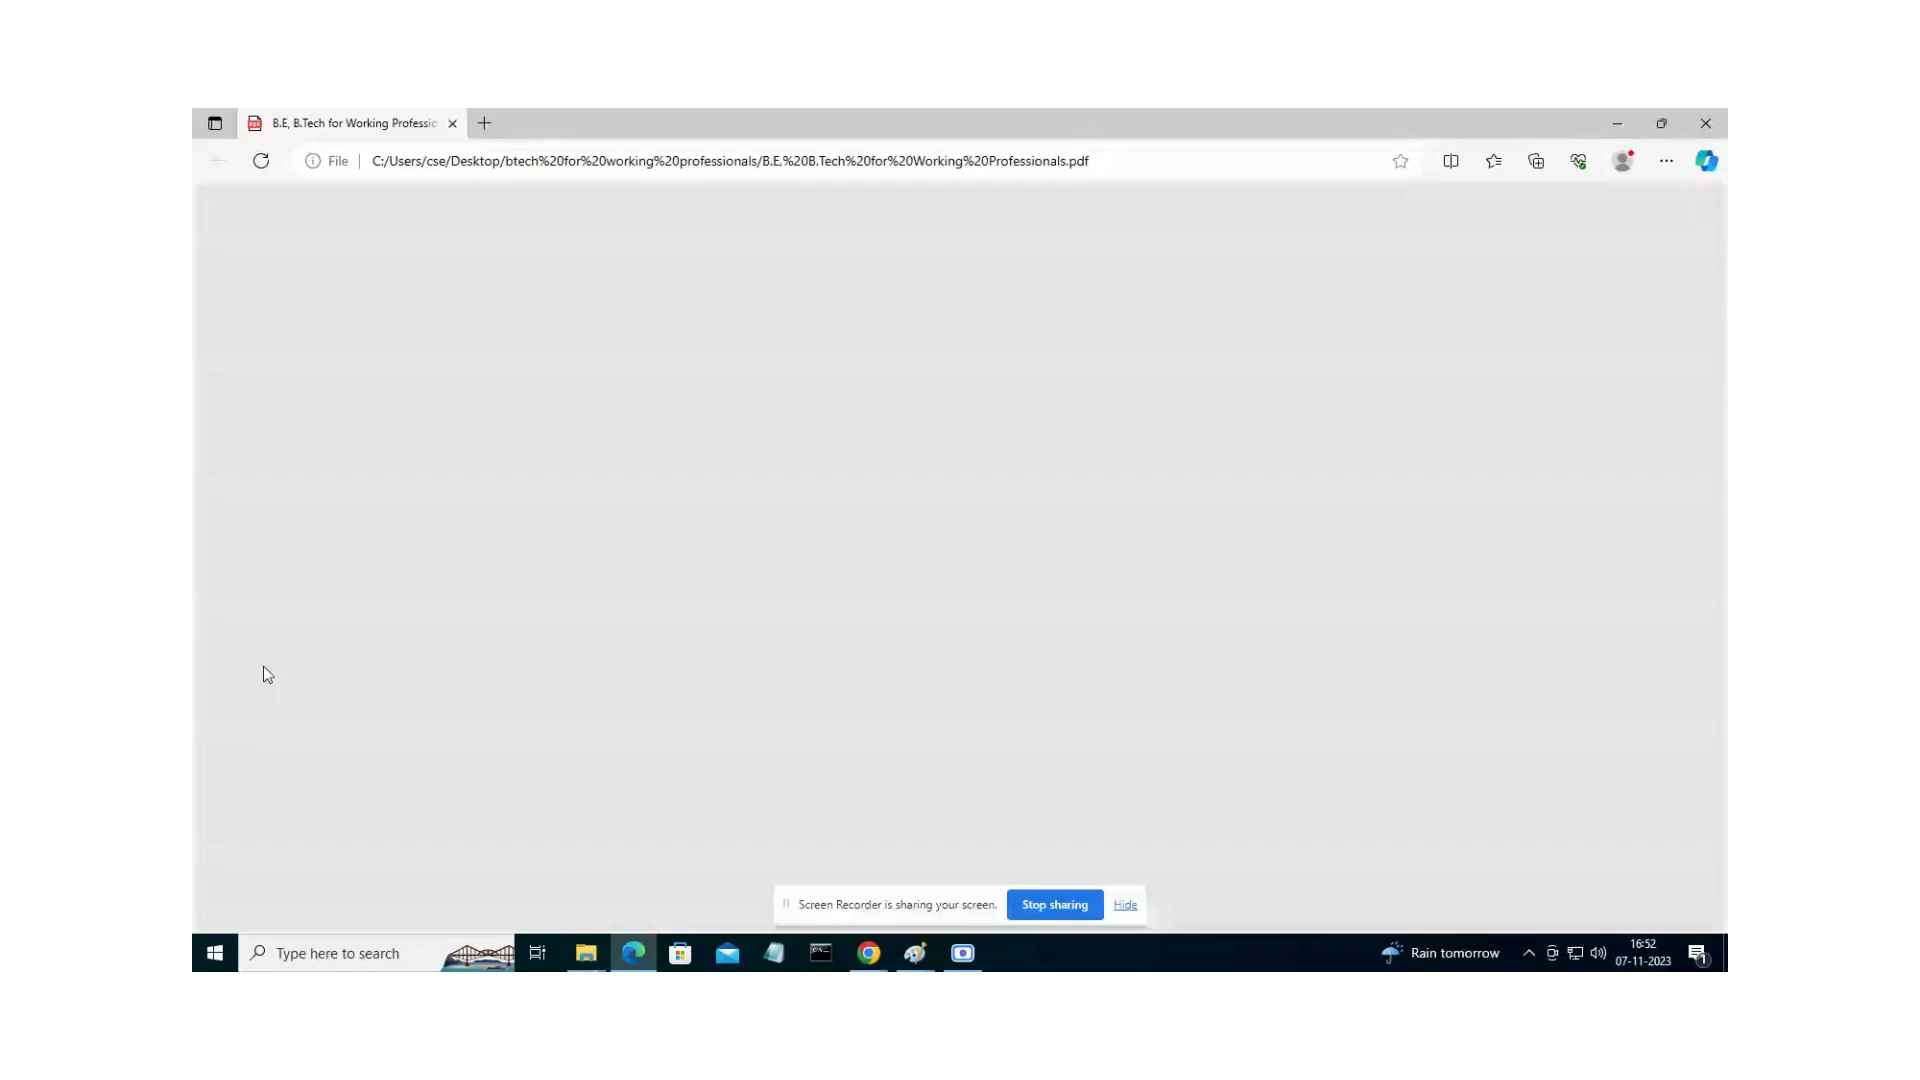 B.E, B.Tech for Working Professio
File
C:/Users/cse/Desktop/btech%20for%20working%20professionals/B.E,%20B.Tech%20for%20Working%20Professionals.pdf
Screen Recorder is sharing your screen.
Stop sharing
Hide
Type here to search
Rain tomorrow
16:52
07-11-2023
1